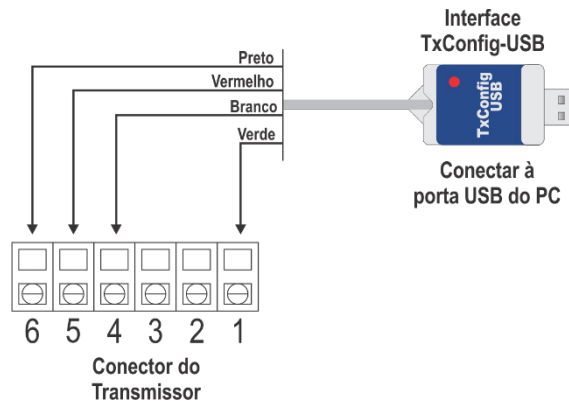 Interface
TxConfig-USB
Preto
Vermelho
Branco
Verde
TxConfig
USB
Conectar à
porta USB do PC
6 5 4 3 2 1
Conector do
Transmissor